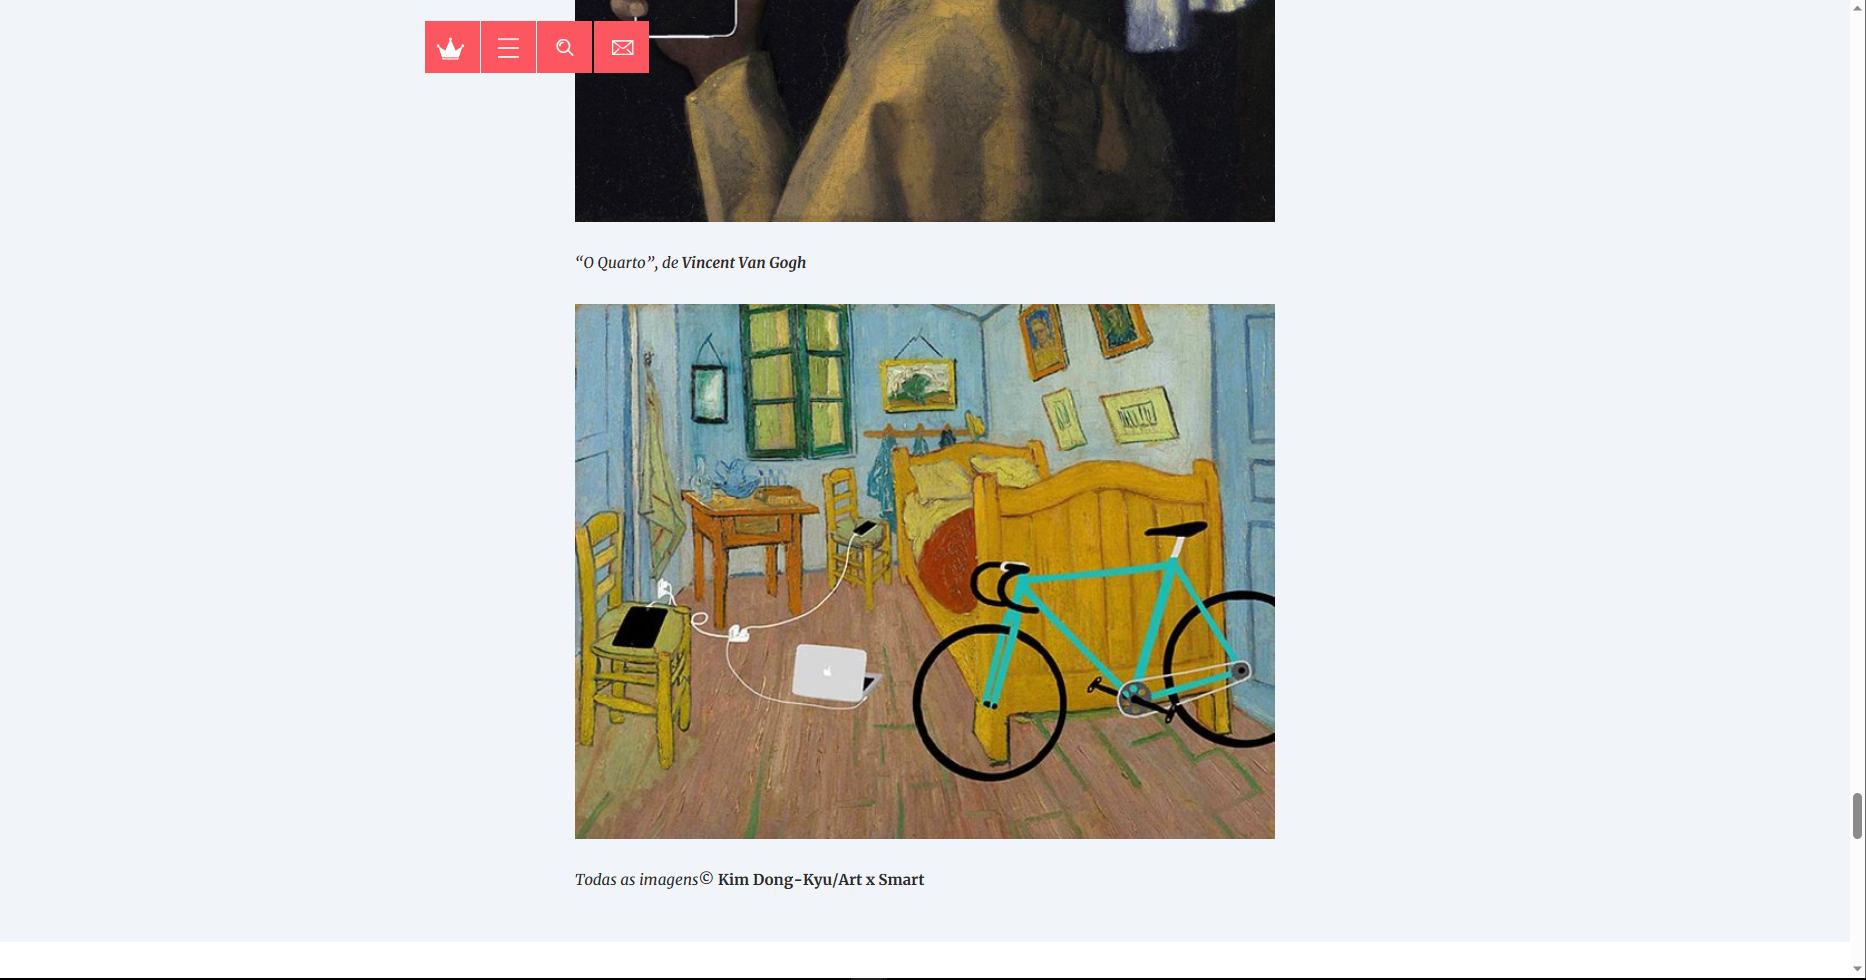 “O Quarto”, de Vincent Van Gogh
Todas as imagens© Kim Dong-Kyu/Art x Smart